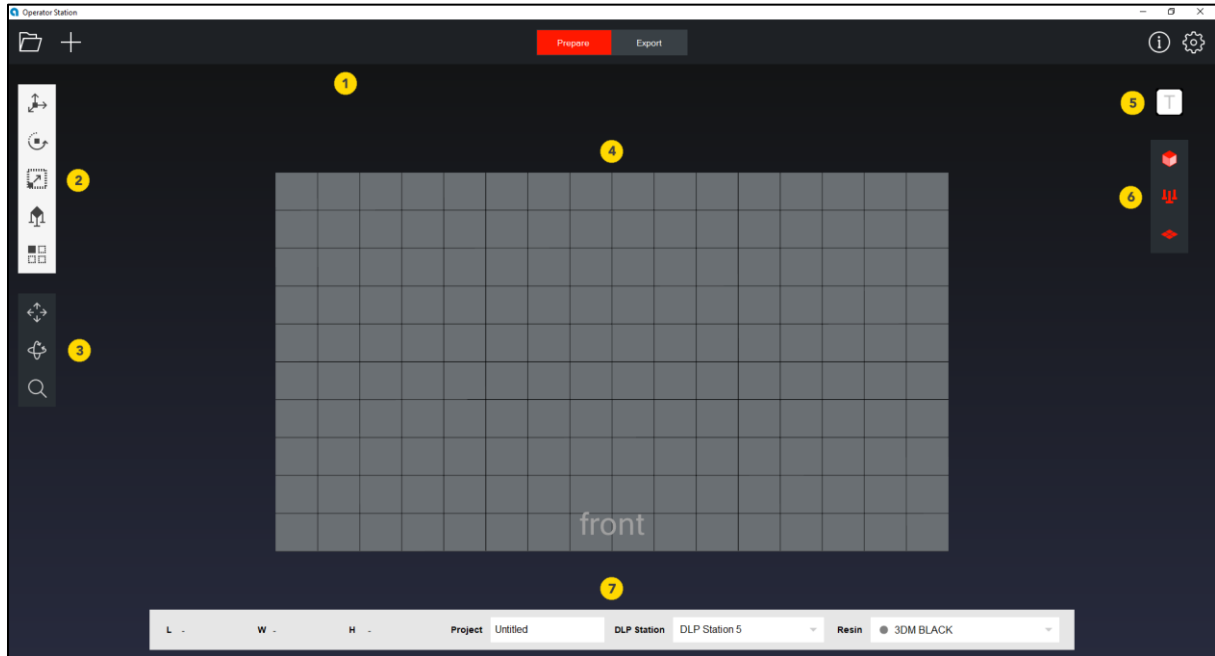 Operator Station
Prepare Export
1
5 T
4
2
6
3
front
7
L - W - H - Project Untitled DLP Station DLP Station 5 Resin 3DM BLACK